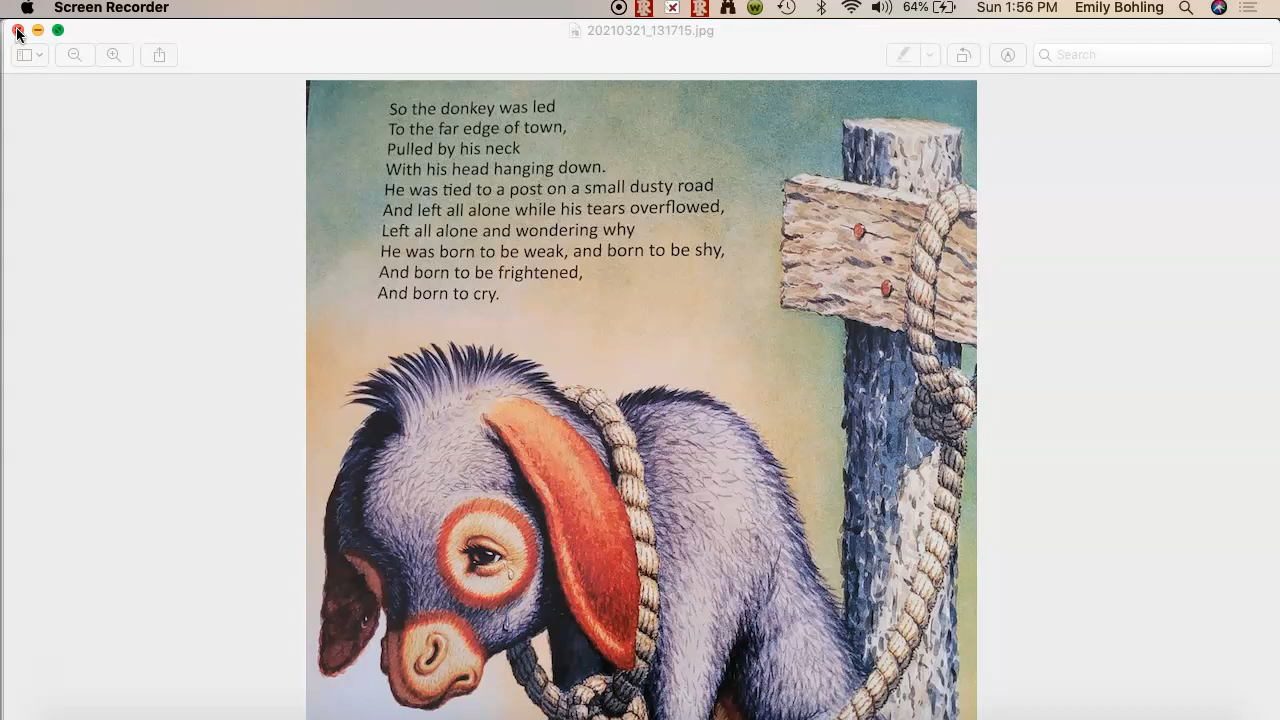 Screen Recorder
64%
Sun 1:56 PM
Emily Bohling
20210321_131715.jpg
Search
So the donkey was led
To the far edge of town,
Pulled by his neck
With his head hanging down.
He was tied to a post on a small dusty road
And left all alone while his tears overflowed,
Left all alone and wondering why
He was born to be weak, and born to be shy,
And born to be frightened,
And born to cry.